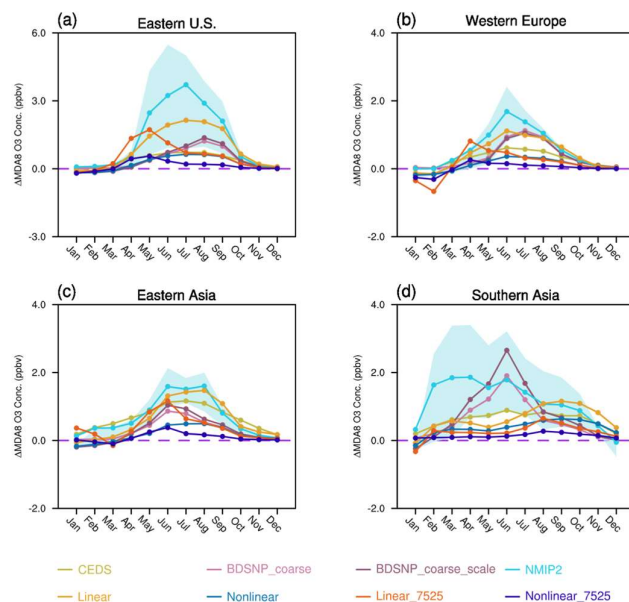 (a) Eastern U.S.
(b) Western Europe
ΔMDA8 O3 Conc. (ppbv)
6.0
3.0
0.0
-3.0
Jan Feb Mar Apr May Jun Jul Aug Sep Oct Nov Dec
ΔMDA8 O3 Conc. (ppbv)
4.0
2.0
0.0
-2.0
Jan Feb Mar Apr May Jun Jul Aug Sep Oct Nov Dec
(c) Eastern Asia
(d) Southern Asia
ΔMDA8 O3 Conc. (ppbv)
4.0
2.0
0.0
-2.0
Jan Feb Mar Apr May Jun Jul Aug Sep Oct Nov Dec
ΔMDA8 O3 Conc. (ppbv)
4.0
2.0
0.0
-2.0
Jan Feb Mar Apr May Jun Jul Aug Sep Oct Nov Dec
CEDS BDSNP_coarse BDSNP_coarse_scale NMIP2
Linear Nonlinear Linear_7525 Nonlinear_7525